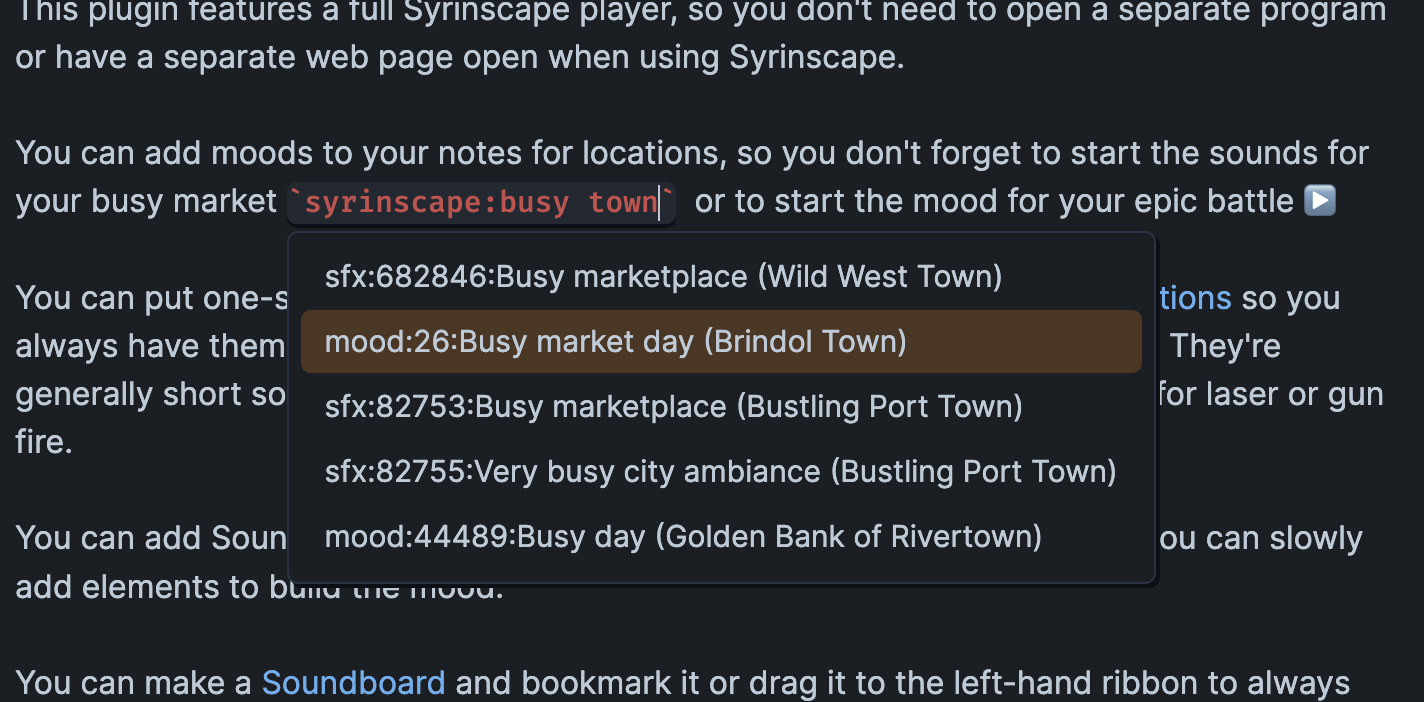 This plugin features a full Syrinscape player, so you don't need to open a separate program
or have a separate web page open when using Syrinscape.
You can add moods to your notes for locations, so you don't forget to start the sounds for
your busy market `syrinscape:busy town` or to start the mood for your epic battle
sfx:682846:Busy marketplace (Wild West Town)
mood:26:Busy market day (Brindol Town)
sfx:82753:Busy marketplace (Bustling Port Town)
sfx:82755:Very busy city ambiance (Bustling Port Town)
mood:44489:Busy day (Golden Bank of Rivertown)
You can put one-s tions so you
always have them They're
generally short so for laser or gun
fire.
You can add Soun ou can slowly
add elements to build the mood.
You can make a Soundboard and bookmark it or drag it to the left-hand ribbon to always